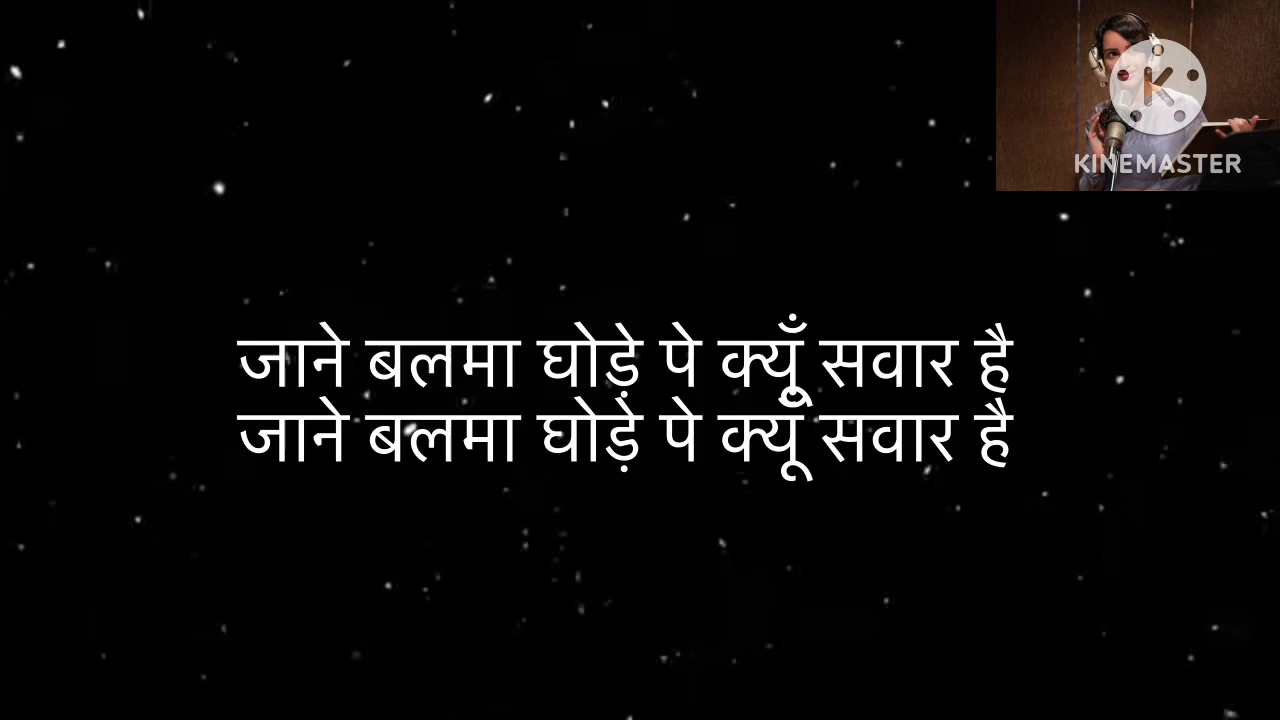 KINEMASTER
जाने बलमा घोड़े पे क्यूँ सवार है
जाने बलमा घोड़े पे क्यूँ सवार है